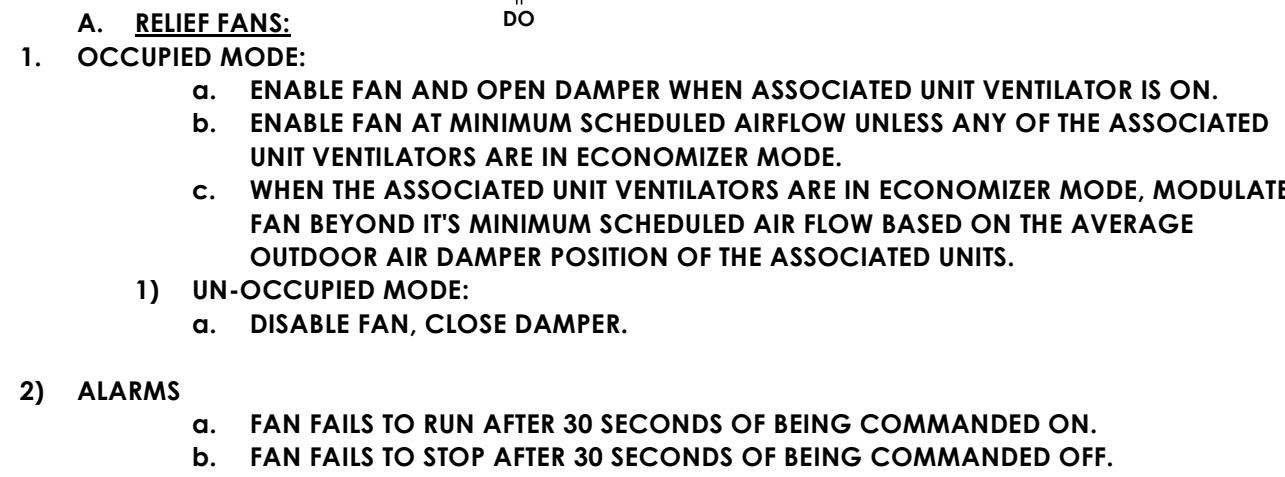 DO
A. RELIEF FANS:
1. OCCUPIED MODE:
a. ENABLE FAN AND OPEN DAMPER WHEN ASSOCIATED UNIT VENTILATOR IS ON.
b. ENABLE FAN AT MINIMUM SCHEDULED AIRFLOW UNLESS ANY OF THE ASSOCIATED
UNIT VENTILATORS ARE IN ECONOMIZER MODE.
c. WHEN THE ASSOCIATED UNIT VENTILATORS ARE IN ECONOMIZER MODE, MODULATE
FAN BEYOND IT'S MINIMUM SCHEDULED AIR FLOW BASED ON THE AVERAGE
OUTDOOR AIR DAMPER POSITION OF THE ASSOCIATED UNITS.
1) UN-OCCUPIED MODE:
a. DISABLE FAN, CLOSE DAMPER.
2) ALARMS
a. FAN FAILS TO RUN AFTER 30 SECONDS OF BEING COMMANDED ON.
b. FAN FAILS TO STOP AFTER 30 SECONDS OF BEING COMMANDED OFF.